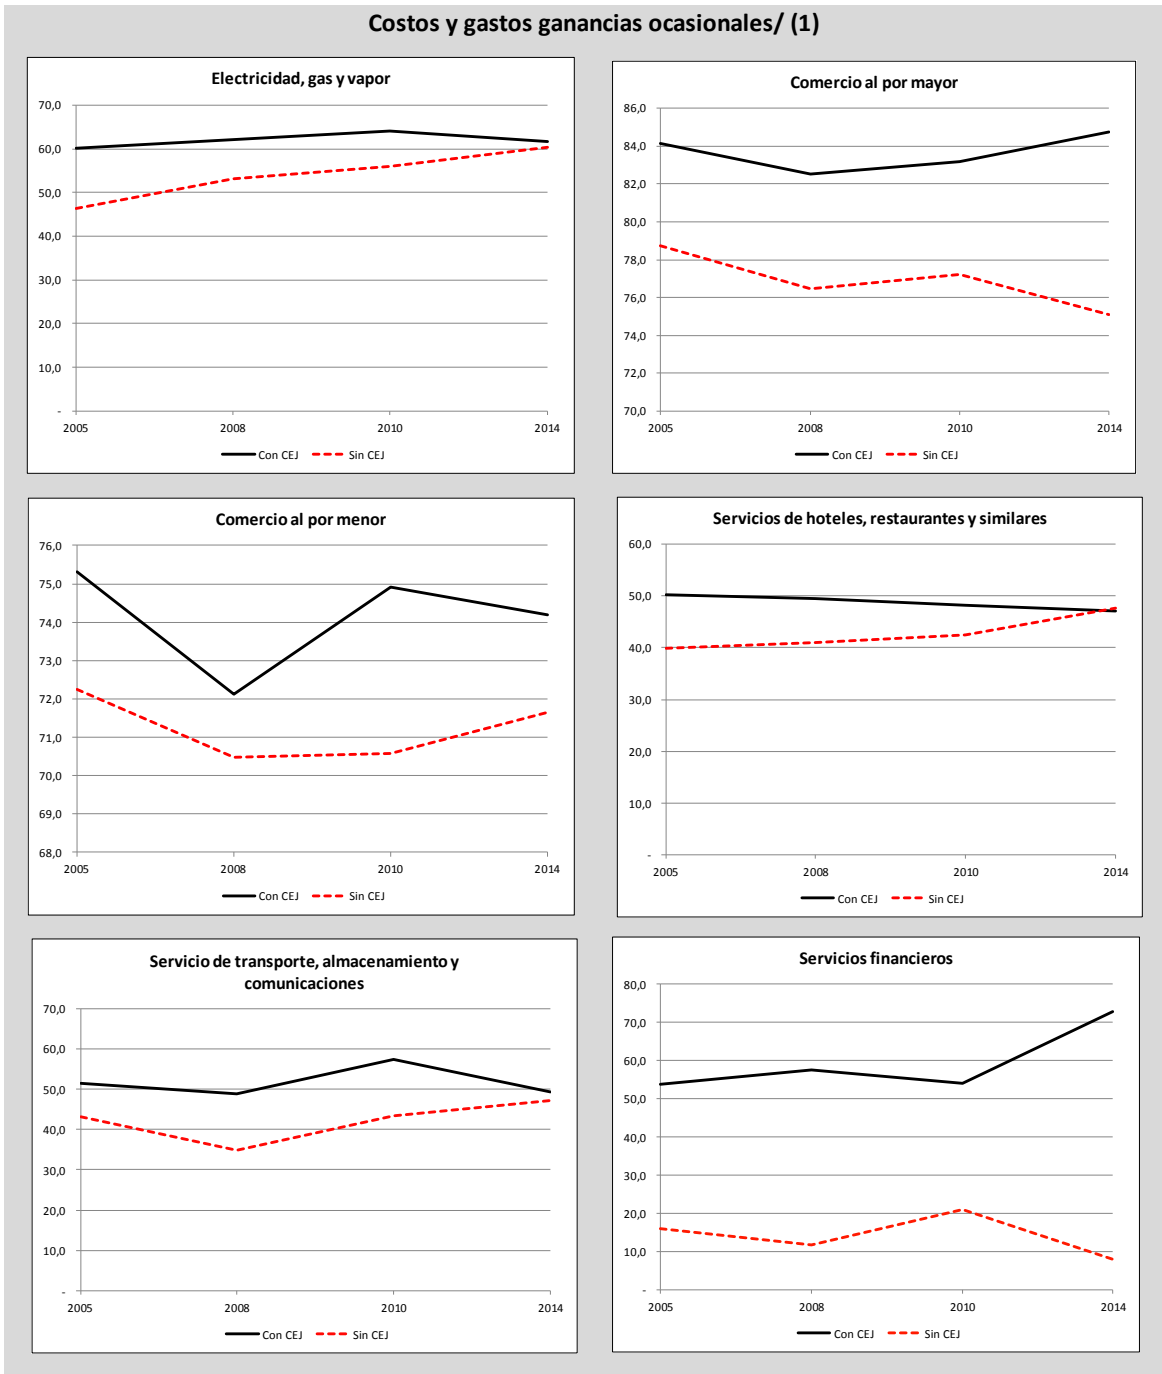 Costos y gastos ganancias ocasionales/ (1)
Electricidad, gas y vapor
70,0
60,0
50,0
40,0
30,0
20,0
10,0
-
2005 2008 2010 2014
Con CEJ Sin CEJ
Comercio al por mayor
86,0
84,0
82,0
80,0
78,0
76,0
74,0
72,0
70,0
2005 2008 2010 2014
Con CEJ Sin CEJ
Comercio al por menor
76,0
75,0
74,0
73,0
72,0
71,0
70,0
69,0
68,0
2005 2008 2010 2014
Con CEJ Sin CEJ
Servicios de hoteles, restaurantes y similares
60,0
50,0
40,0
30,0
20,0
10,0
-
2005 2008 2010 2014
Con CEJ Sin CEJ
Servicio de transporte, almacenamiento y
comunicaciones
70,0
60,0
50,0
40,0
30,0
20,0
10,0
-
2005 2008 2010 2014
Con CEJ Sin CEJ
Servicios financieros
80,0
70,0
60,0
50,0
40,0
30,0
20,0
10,0
-
2005 2008 2010 2014
Con CEJ Sin CEJ